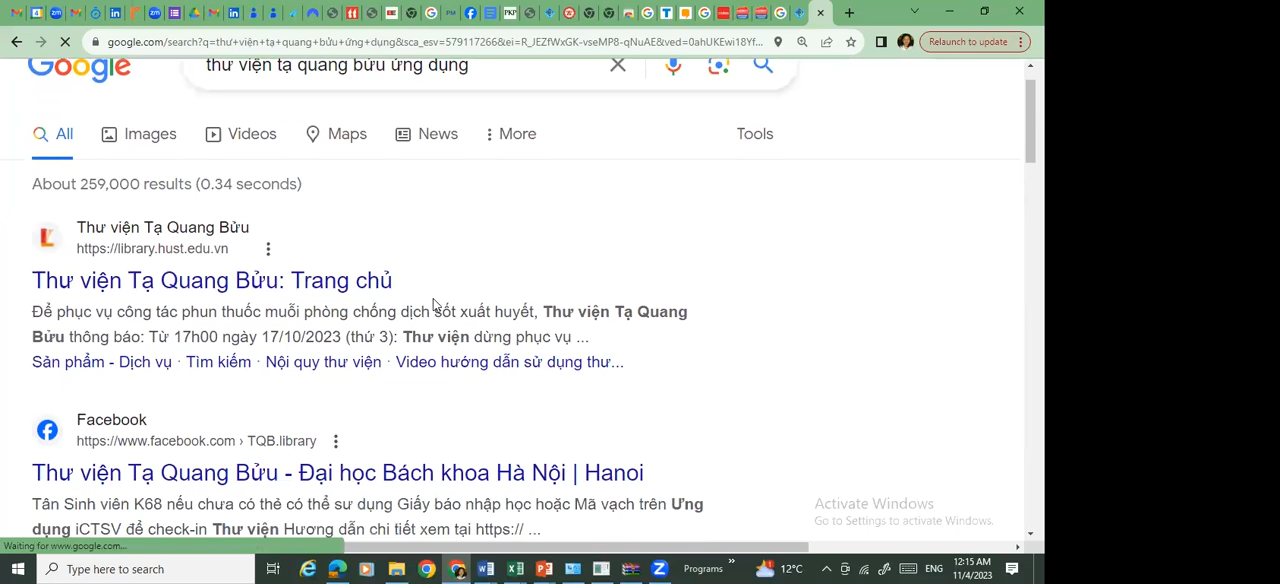 google.com/search?q=thư+viện+tạ+quang+bửu+ứng+dụng&sca_esv=579117266&ei=R_JEZfWxGK-vseMP8-qNuAE&ved=0ahUKEwi18Yf...
Relaunch to update
Google
thư viện tạ quang bửu ứng dụng
All
Images
Videos
Maps
News
More
Tools
About 259,000 results (0.34 seconds)
Thư viện Tạ Quang Bửu
https://library.hust.edu.vn
Thư viện Tạ Quang Bửu: Trang chủ
Để phục vụ công tác phun thuốc muỗi phòng chống dịch sốt xuất huyết, Thư viện Tạ Quang
Bửu thông báo: Từ 17h00 ngày 17/10/2023 (thứ 3): Thư viện dừng phục vụ ...
Sản phẩm - Dịch vụ · Tìm kiếm · Nội quy thư viện · Video hướng dẫn sử dụng thư...
Facebook
https://www.facebook.com › TQB.library
Thư viện Tạ Quang Bửu - Đại học Bách khoa Hà Nội | Hanoi
Tân Sinh viên K68 nếu chưa có thẻ có thể sư dụng Giấy báo nhập học hoặc Mã vạch trên Ứng
dụng iCTSV để check-in Thư viện Hương dẫn chi tiết xem tại https:// ...
Activate Windows
Go to Settings to activate Windows.
Waiting for www.google.com...
Type here to search
Programs
12°C
ENG
12:15 AM
11/4/2023